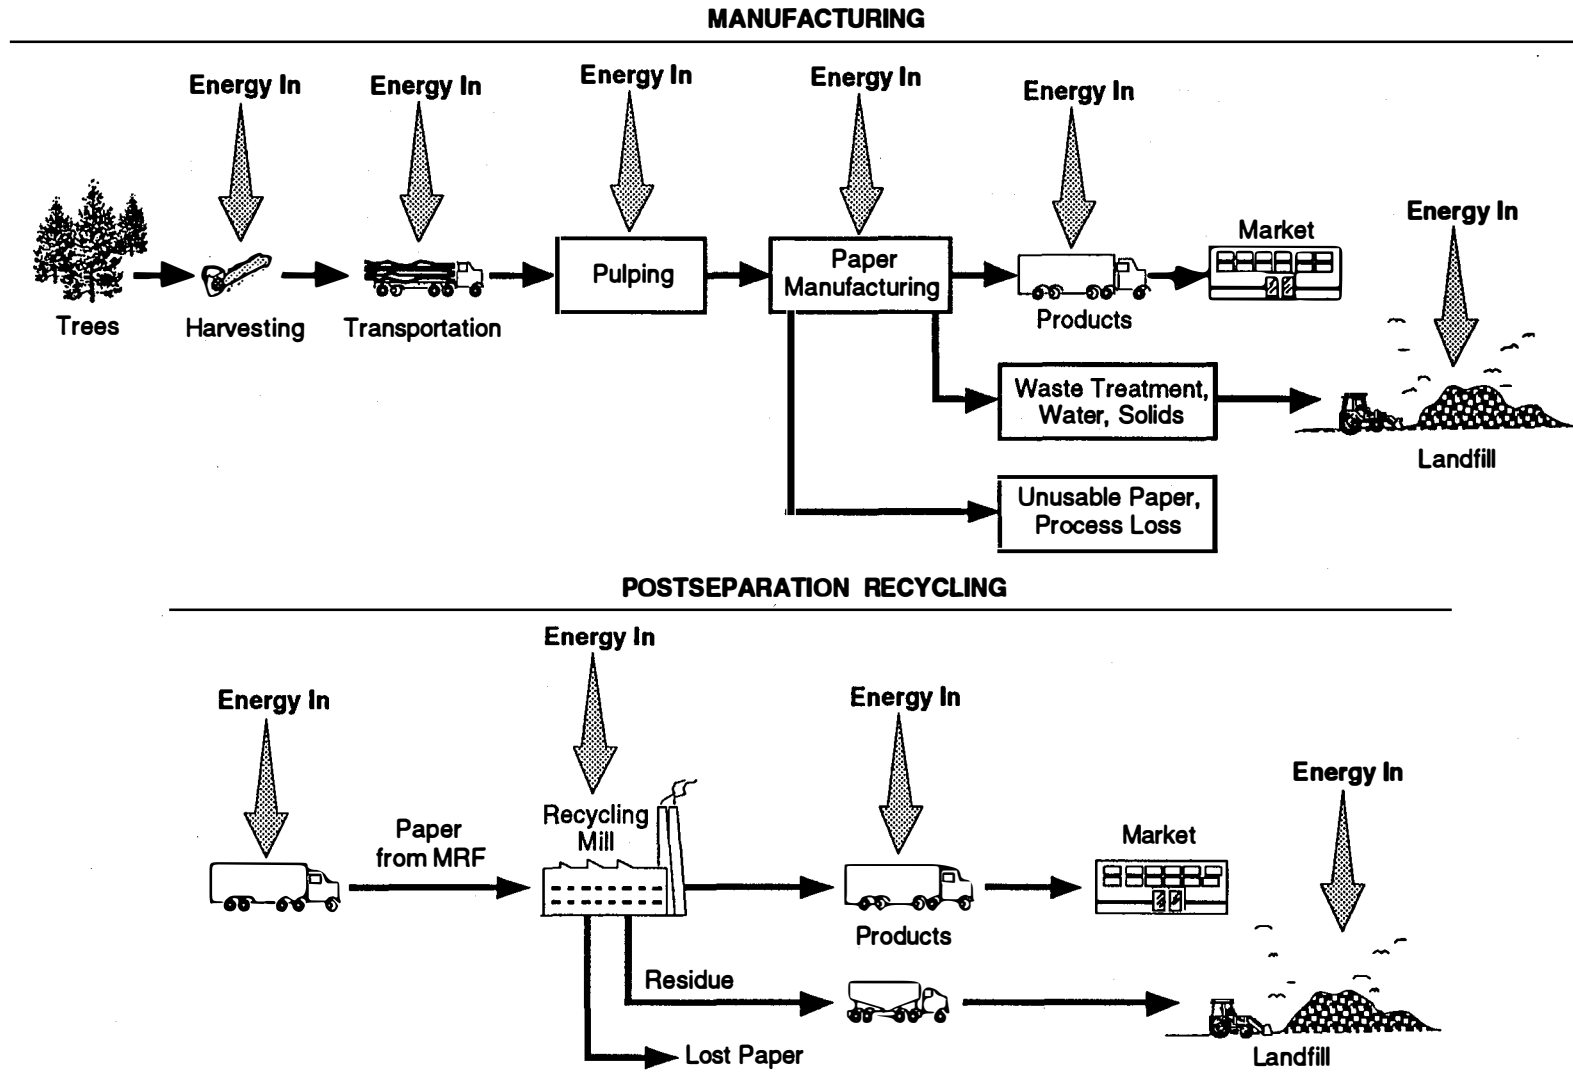 MANUFACTURING
Energy In
Energy In
Energy In
Energy In
Energy In
Energy In
Trees
Harvesting
Transportation
Pulping
Paper
Manufacturing
Products
Market
Waste Treatment,
Water, Solids
Landfill
Unusable Paper,
Process Loss
POSTSEPARATION RECYCLING
Energy In
Energy In
Energy In
Energy In
Paper
from MRF
Recycling
Mill
Products
Market
Residue
Lost Paper
Landfill